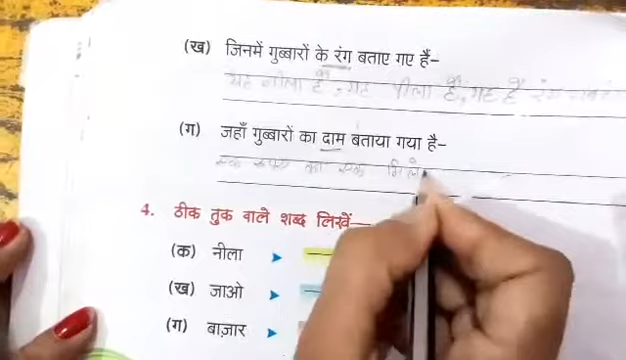 (ख) जिनमें गुब्बारों के रंग बताए गए हैं–
यह नीला है, यह पीला है, यह है रंग
(ग) जहाँ गुब्बारों का दाम बताया गया है–
एक रूपए का एक
4. ठीक तुक वाले शब्द लिखें–
(क) नीला
(ख) जाओ
(ग) बाज़ार